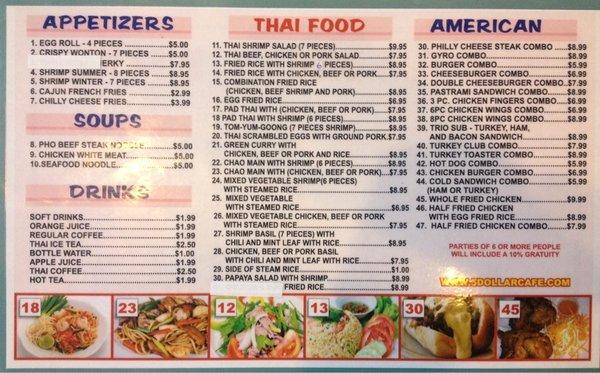 APPETIZERS
1. EGG ROLL - 4 PIECES $5.00
2. CRISPY WONTON - 7 PIECES $5.00
ERKY $7.95
4. SHRIMP SUMMER - 8 PIECES $8.95
5. SHRIMP WINTER - 7 PIECES $8.95
6. CAJUN FRENCH FRIES $2.99
7. CHILLY CHEESE FRIES $3.99
SOUPS
8. PHO BEEF STEAK NOODLE $5.00
9. CHICKEN WHITE MEAT $5.00
10. SEAFOOD NOODLE $5.00
DRINKS
SOFT DRINKS $1.99
ORANGE JUICE $1.99
REGULAR COFFEE $1.99
THAI ICE TEA $2.50
BOTTLE WATER $1.00
APPLE JUICE $1.99
THAI COFFEE $2.50
HOT TEA $1.99
THAI FOOD
11. THAI SHRIMP SALAD (7 PIECES) $9.95
12. THAI BEEF, CHICKEN OR PORK SALAD $7.95
13. FRIED RICE WITH SHRIMP 6 PIECES) $8.95
14. FRIED RICE WITH CHICKEN, BEEF OR PORK $7.95
15. COMBINATION FRIED RICE
(CHICKEN, BEEF SHRIMP AND PORK) $8.95
16. EGG FRIED RICE $6.95
17. PAD THAI WITH (CHICKEN, BEEF OR PORK) $7.95
18 PAD THAI WITH SHRIMP (6 PIECES) $8.95
19. TOM-YUM-GOONG (7 PIECES SHRIMP) $8.95
20. THAI SCRAMBLED EGGS WITH GROUND PORK $7.95
21. GREEN CURRY WITH
CHICKEN, BEEF OR PORK AND RICE $8.95
22. CHAO MAIN WITH SHRIMP (6 PIECES) $8.95
23. CHAO MAIN WITH (CHICKEN, BEEF OR PORK) $7.95
24. MIXED VEGETABLE SHRIMP(6 PIECES)
WITH STEAMED RICE $8.95
25. MIXED VEGETABLE
WITH STEAMED RICE $6.95
26. MIXED VEGETABLE CHICKEN, BEEF OR PORK
WITH STEAMED RICE $7.95
27. SHRIMP BASIL (7 PIECES) WITH
CHILI AND MINT LEAF WITH RICE $8.95
28. CHICKEN, BEEF OR PORK BASIL
WITH CHILI AND MINT LEAF WITH RICE $7.95
29. SIDE OF STEAM RICE $1.00
30. PAPAYA SALAD WITH SHRIMP $8.99
FRIED RICE $8.99
AMERICAN
30. PHILLY CHEESE STEAK COMBO $8.99
31. GYRO COMBO $8.99
32. BURGER COMBO $5.99
33. CHEESEBURGER COMBO $6.99
34. DOUBLE CHEESEBURGER COMBO $7.99
35. PASTRAMI SANDWICH COMBO $8.99
36. 3 PC. CHICKEN FINGERS COMBO $6.99
37. 6PC CHICKEN WINGS COMBO $7.99
38. 8PC CHICKEN WINGS COMBO $8.99
39. TRIO SUB - TURKEY, HAM,
AND BACON SANDWICH $8.99
40. TURKEY CLUB COMBO $7.99
41. TURKEY TOASTER COMBO $8.99
42. HOT DOG COMBO $5.99
43. CHICKEN BURGER COMBO $6.99
44. COLD SANDWICH COMBO $5.99
(HAM OR TURKEY)
45. WHOLE FRIED CHICKEN $9.99
46. HALF FRIED CHICKEN
WITH EGG FRIED RICE $8.99
47. HALF FRIED CHICKEN COMBO $7.99
PARTIES OF 6 OR MORE PEOPLE
WILL INCLUDE A 10% GRATUITY
WWW.5DOLLARCAFE.COM
18 23 12 13 30 45